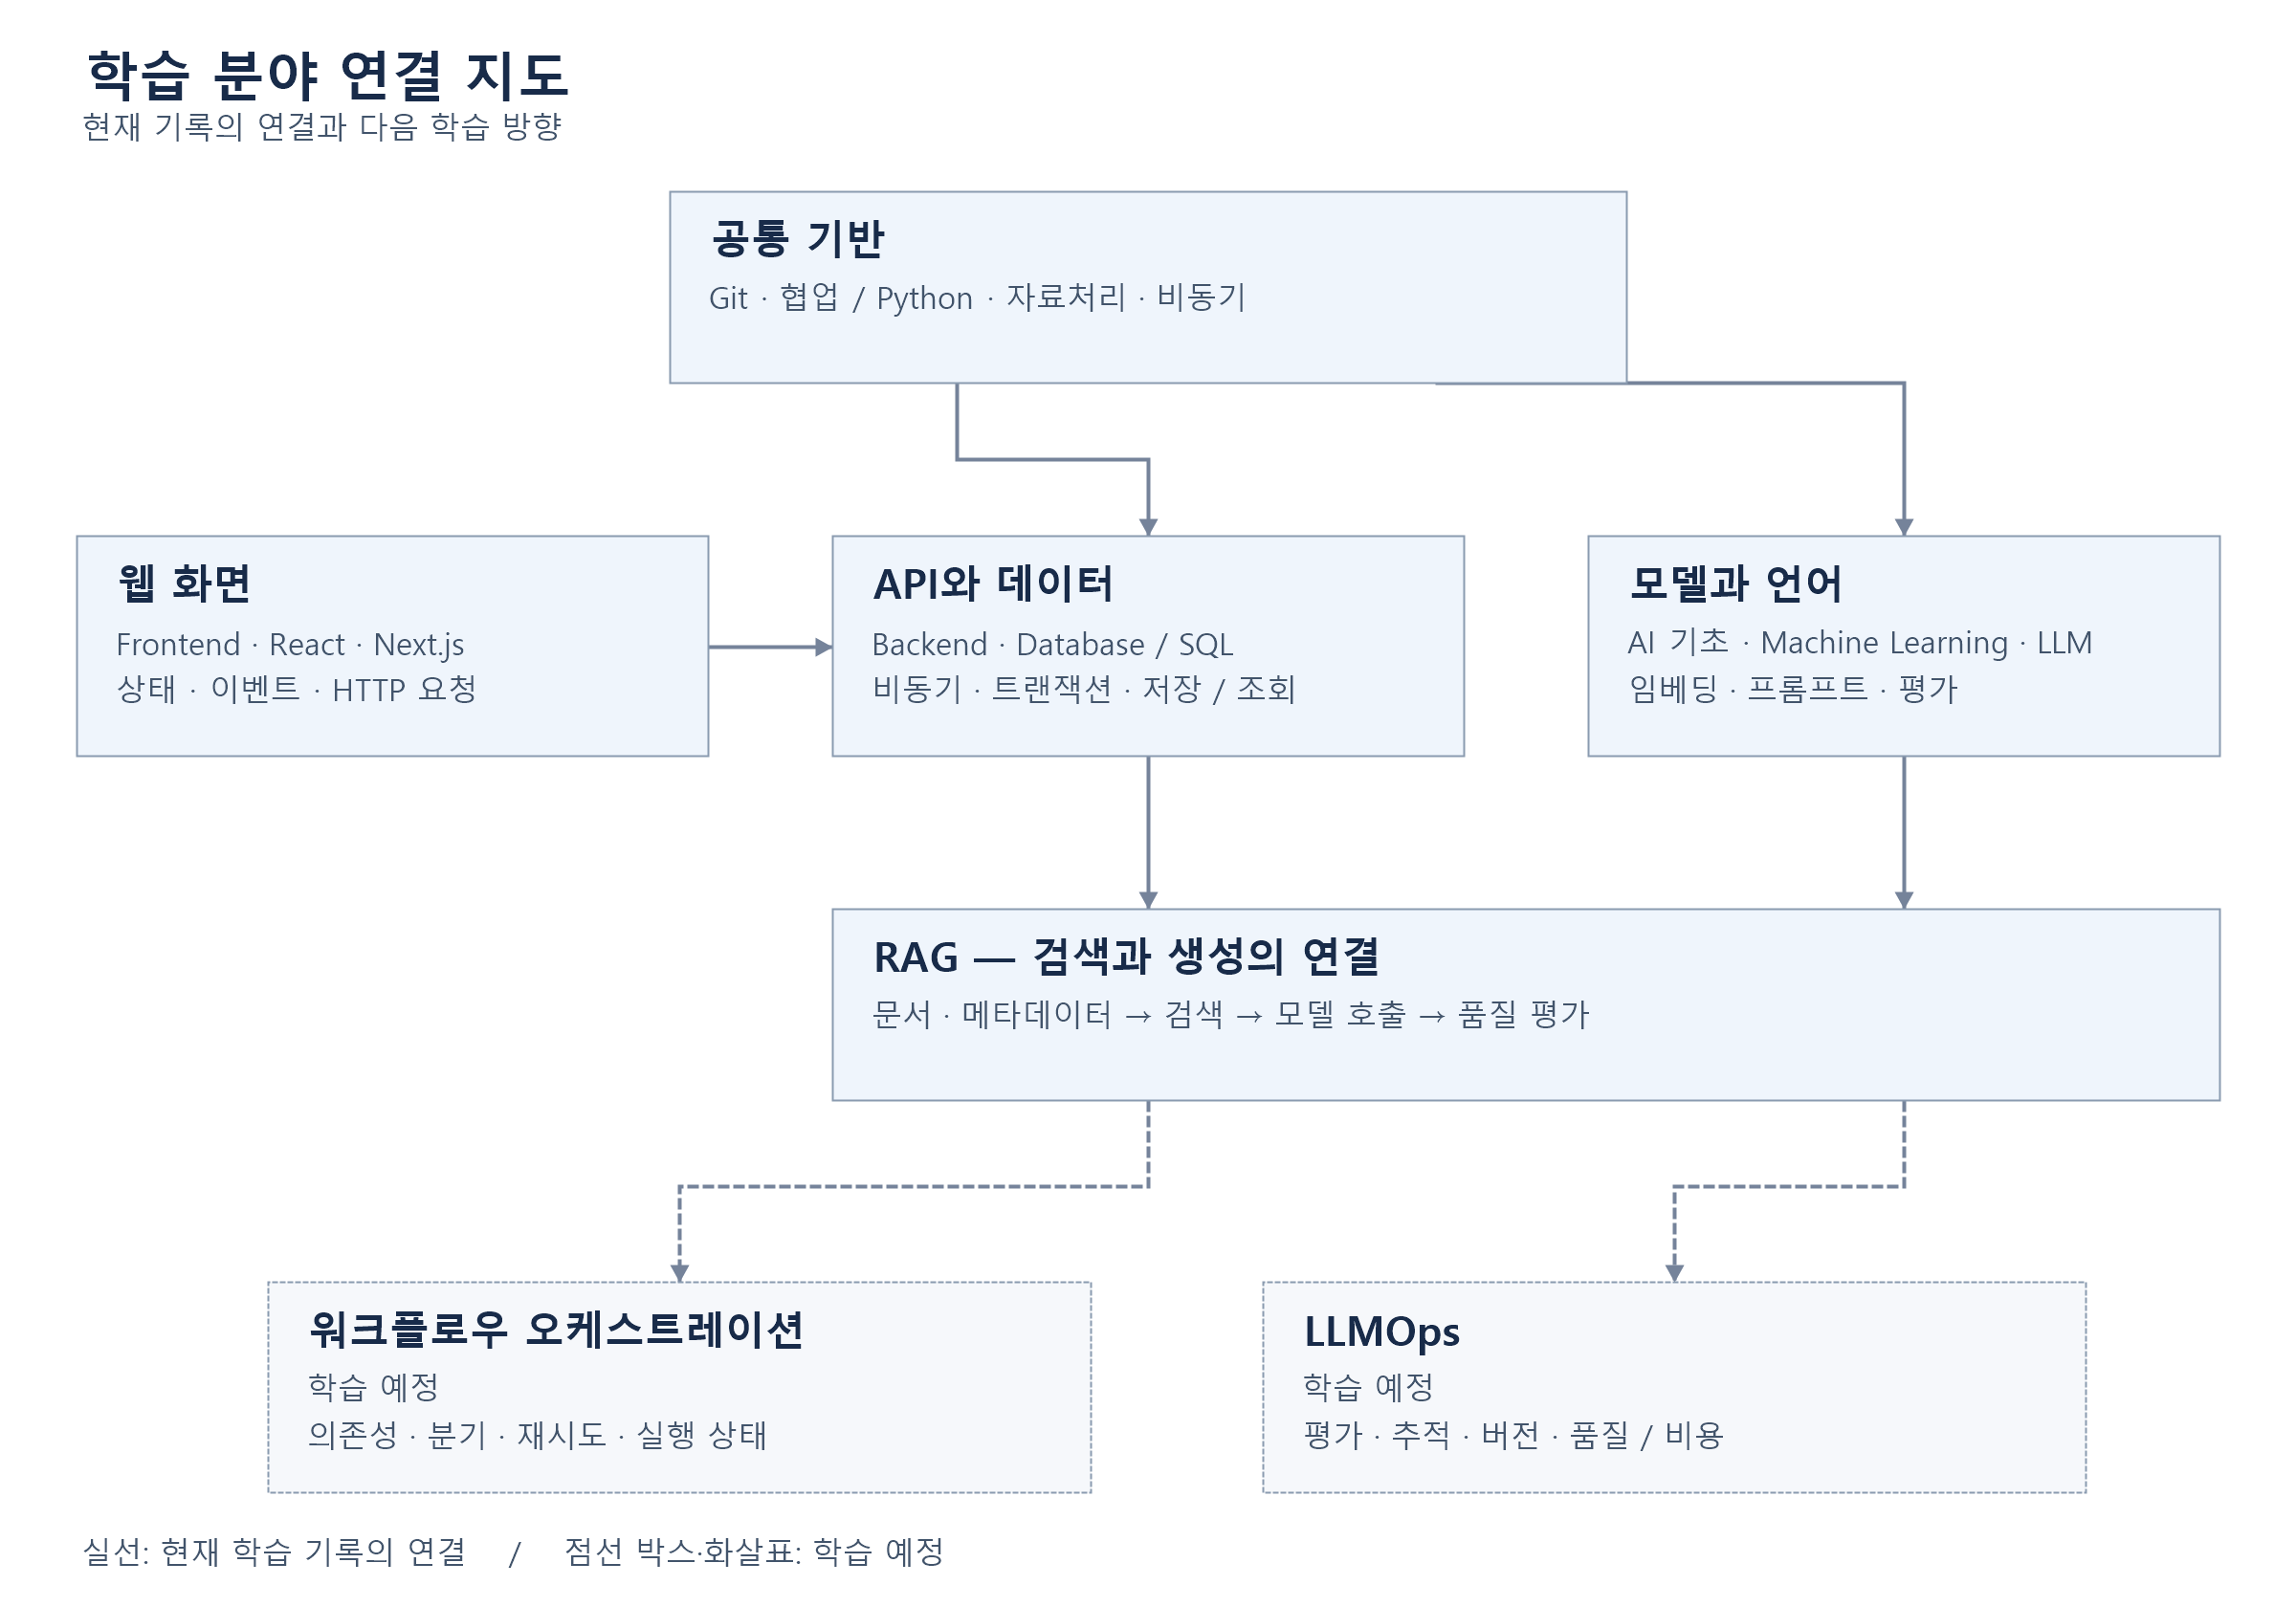 학습 분야 연결 지도
현재 기록의 연결과 다음 학습 방향
공통 기반
Git · 협업 / Python · 자료처리 · 비동기
웹 화면
Frontend · React · Next.js
상태 · 이벤트 · HTTP 요청
API와 데이터
Backend · Database / SQL
비동기 · 트랜잭션 · 저장 / 조회
모델과 언어
AI 기초 · Machine Learning · LLM
임베딩 · 프롬프트 · 평가
RAG — 검색과 생성의 연결
문서 · 메타데이터 → 검색 → 모델 호출 → 품질 평가
워크플로우 오케스트레이션
학습 예정
의존성 · 분기 · 재시도 · 실행 상태
LLMOps
학습 예정
평가 · 추적 · 버전 · 품질 / 비용
실선: 현재 학습 기록의 연결 / 점선 박스·화살표: 학습 예정